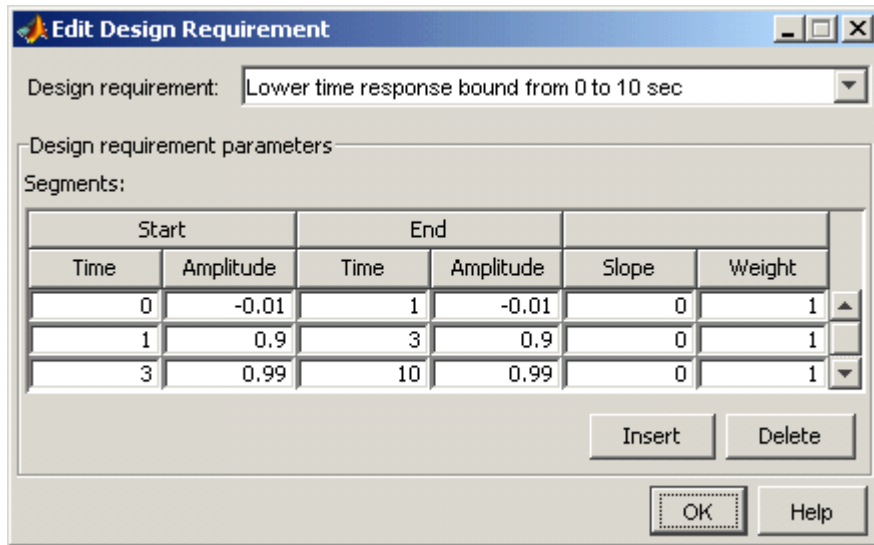 Edit Design Requirement
Design requirement: Lower time response bound from 0 to 10 sec
Design requirement parameters
Segments:
Start End
Time Amplitude Time Amplitude Slope Weight
0 -0.01 1 -0.01 0 1
1 0.9 3 0.9 0 1
3 0.99 10 0.99 0 1
Insert Delete
OK Help